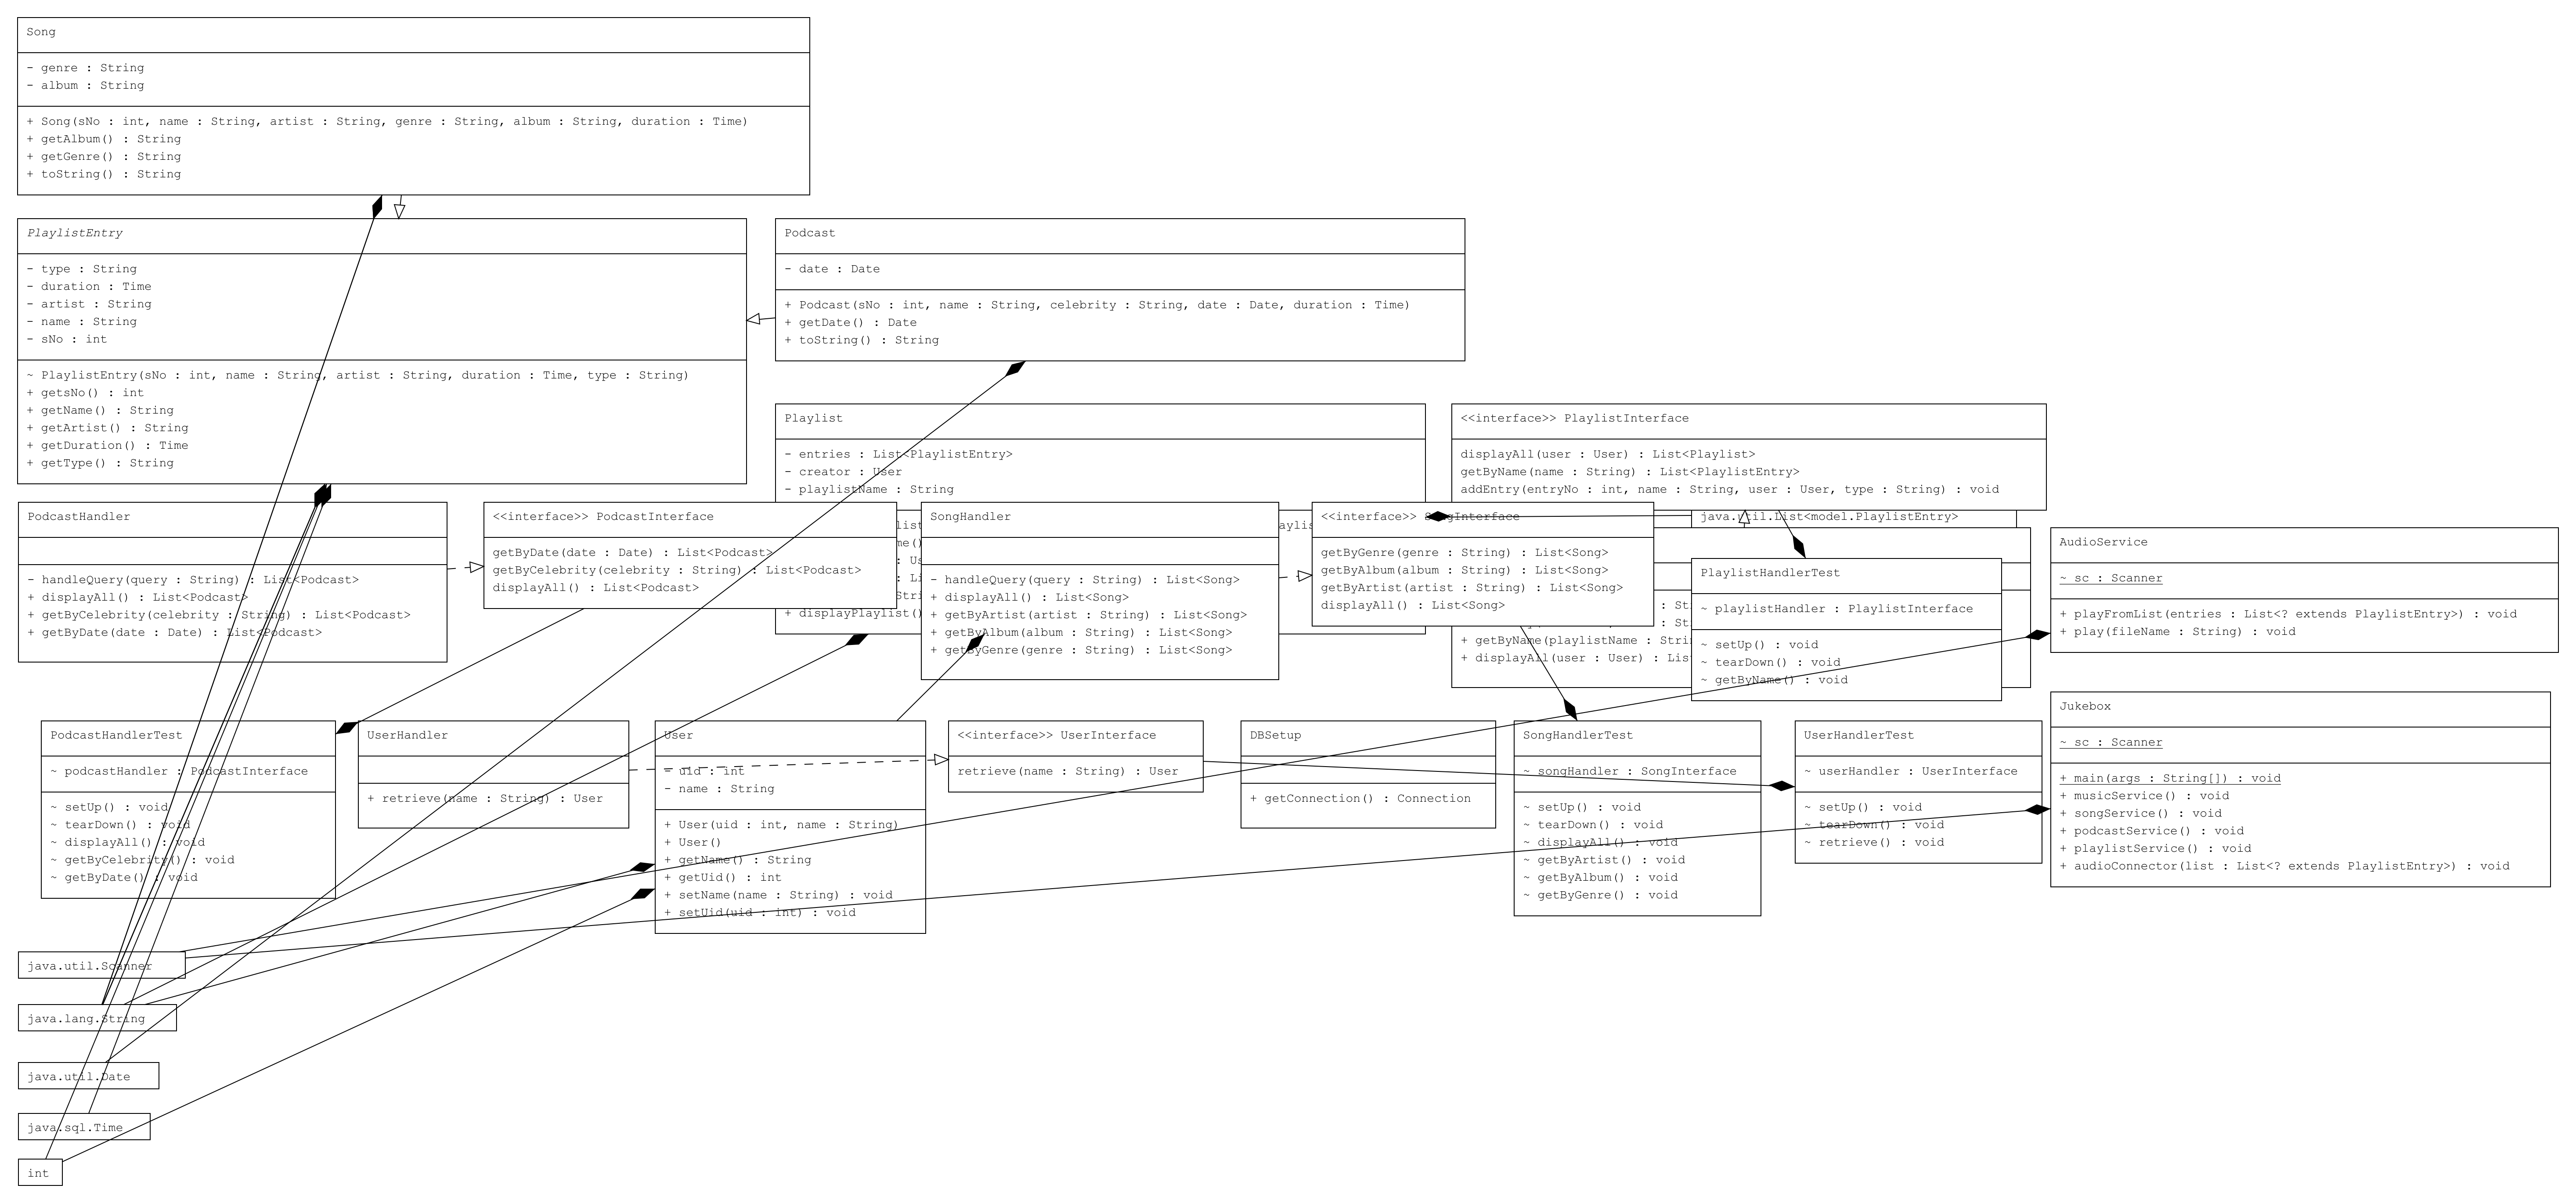 Song
- genre : String
- album : String
+ Song(sNo : int, name : String, artist : String, genre : String, album : String, duration : Time)
+ getAlbum() : String
+ getGenre() : String
+ toString() : String
PlaylistEntry
- type : String
- duration : Time
- artist : String
- name : String
- sNo : int
~ PlaylistEntry(sNo : int, name : String, artist : String, duration : Time, type : String)
+ getsNo() : int
+ getName() : String
+ getArtist() : String
+ getDuration() : Time
+ getType() : String
Podcast
- date : Date
+ Podcast(sNo : int, name : String, celebrity : String, date : Date, duration : Time)
+ getDate() : Date
+ toString() : String
Playlist
- entries : List<PlaylistEntry>
- creator : User
- playlistName : String
+ displayPlaylist()
<<interface>> PlaylistInterface
displayAll(user : User) : List<Playlist>
getByName(name : String) : List<PlaylistEntry>
addEntry(entryNo : int, name : String, user : User, type : String) : void
java.util.List<model.PlaylistEntry>
PodcastHandler
- handleQuery(query : String) : List<Podcast>
+ displayAll() : List<Podcast>
+ getByCelebrity(celebrity : String) : List<Podcast>
+ getByDate(date : Date) : List<Podcast>
<<interface>> PodcastInterface
getByDate(date : Date) : List<Podcast>
getByCelebrity(celebrity : String) : List<Podcast>
displayAll() : List<Podcast>
SongHandler
- handleQuery(query : String) : List<Song>
+ displayAll() : List<Song>
+ getByArtist(artist : String) : List<Song>
+ getByAlbum(album : String) : List<Song>
+ getByGenre(genre : String) : List<Song>
<<interface>> SongInterface
getByGenre(genre : String) : List<Song>
getByAlbum(album : String) : List<Song>
getByArtist(artist : String) : List<Song>
displayAll() : List<Song>
+ getByName(playlistName : Strin
+ displayAll(user : User) : Lis
PlaylistHandlerTest
~ playlistHandler : PlaylistInterface
~ setUp() : void
~ tearDown() : void
~ getByName() : void
AudioService
~ sc : Scanner
+ playFromList(entries : List<? extends PlaylistEntry>) : void
+ play(fileName : String) : void
PodcastHandlerTest
~ podcastHandler : PodcastInterface
~ setUp() : void
~ tearDown() : void
~ displayAll() : void
~ getByCelebrity() : void
~ getByDate() : void
UserHandler
+ retrieve(name : String) : User
User
- uid : int
- name : String
+ User(uid : int, name : String)
+ User()
+ getName() : String
+ getUid() : int
+ setName(name : String) : void
+ setUid(uid : int) : void
<<interface>> UserInterface
retrieve(name : String) : User
DBSetup
+ getConnection() : Connection
SongHandlerTest
~ songHandler : SongInterface
~ setUp() : void
~ tearDown() : void
~ displayAll() : void
~ getByArtist() : void
~ getByAlbum() : void
~ getByGenre() : void
UserHandlerTest
~ userHandler : UserInterface
~ setUp() : void
~ tearDown() : void
~ retrieve() : void
Jukebox
~ sc : Scanner
+ main(args : String[]) : void
+ musicService() : void
+ songService() : void
+ podcastService() : void
+ playlistService() : void
+ audioConnector(list : List<? extends PlaylistEntry>) : void
java.util.Scanner
java.lang.String
java.util.Date
java.sql.Time
int